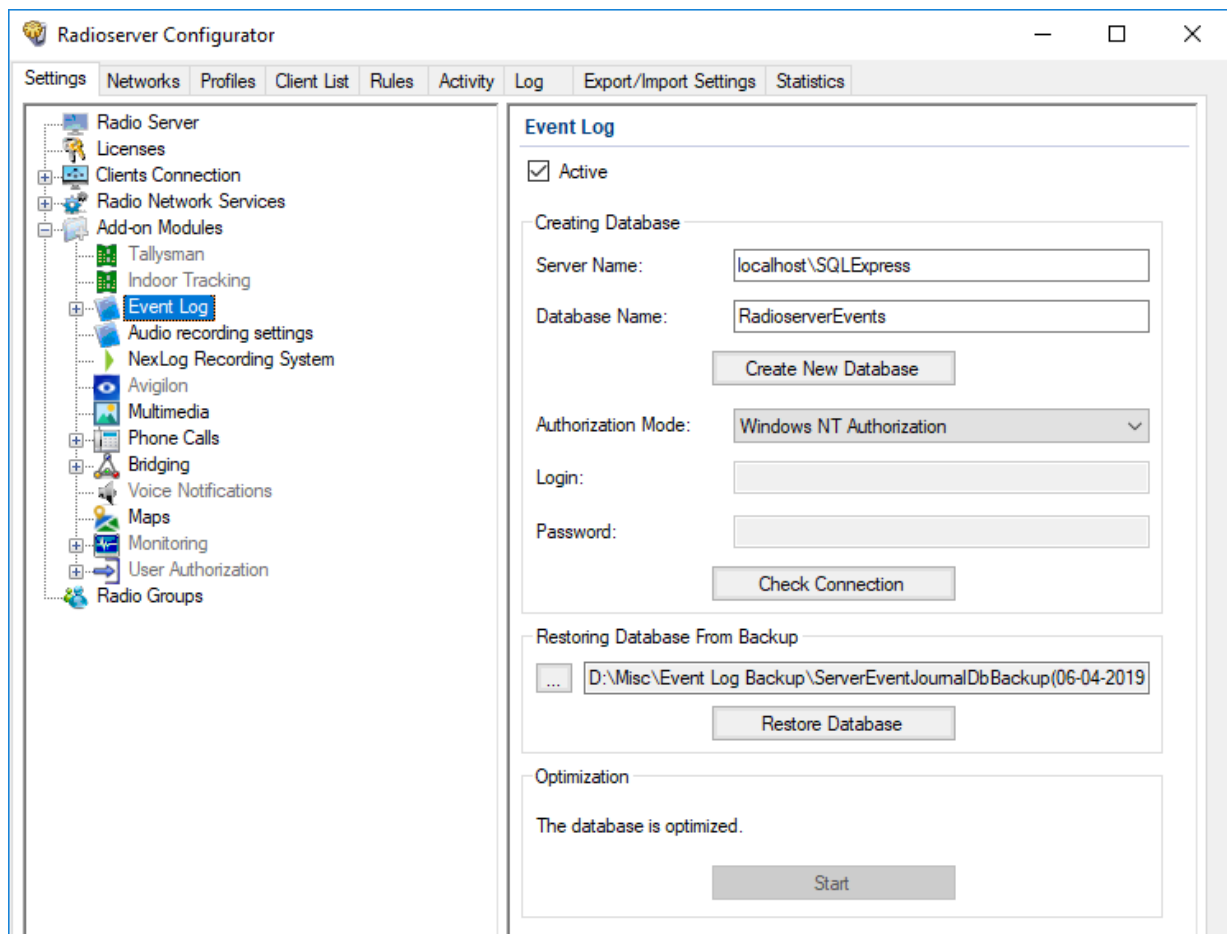 Radioserver Configurator
Settings Networks Profiles Client List Rules Activity Log Export/Import Settings Statistics
Radio Server
Licenses
Clients Connection
Radio Network Services
Add-on Modules
Tallysman
Indoor Tracking
Event Log
Audio recording settings
NexLog Recording System
Avigilon
Multimedia
Phone Calls
Bridging
Voice Notifications
Maps
Monitoring
User Authorization
Radio Groups
Event Log
Active
Creating Database
Server Name: localhost\SQLExpress
Database Name: RadioserverEvents
Create New Database
Authorization Mode: Windows NT Authorization
Login:
Password:
Check Connection
Restoring Database From Backup
... D:\Misc\Event Log Backup\ServerEventJournalDbBackup(06-04-2019
Restore Database
Optimization
The database is optimized.
Start